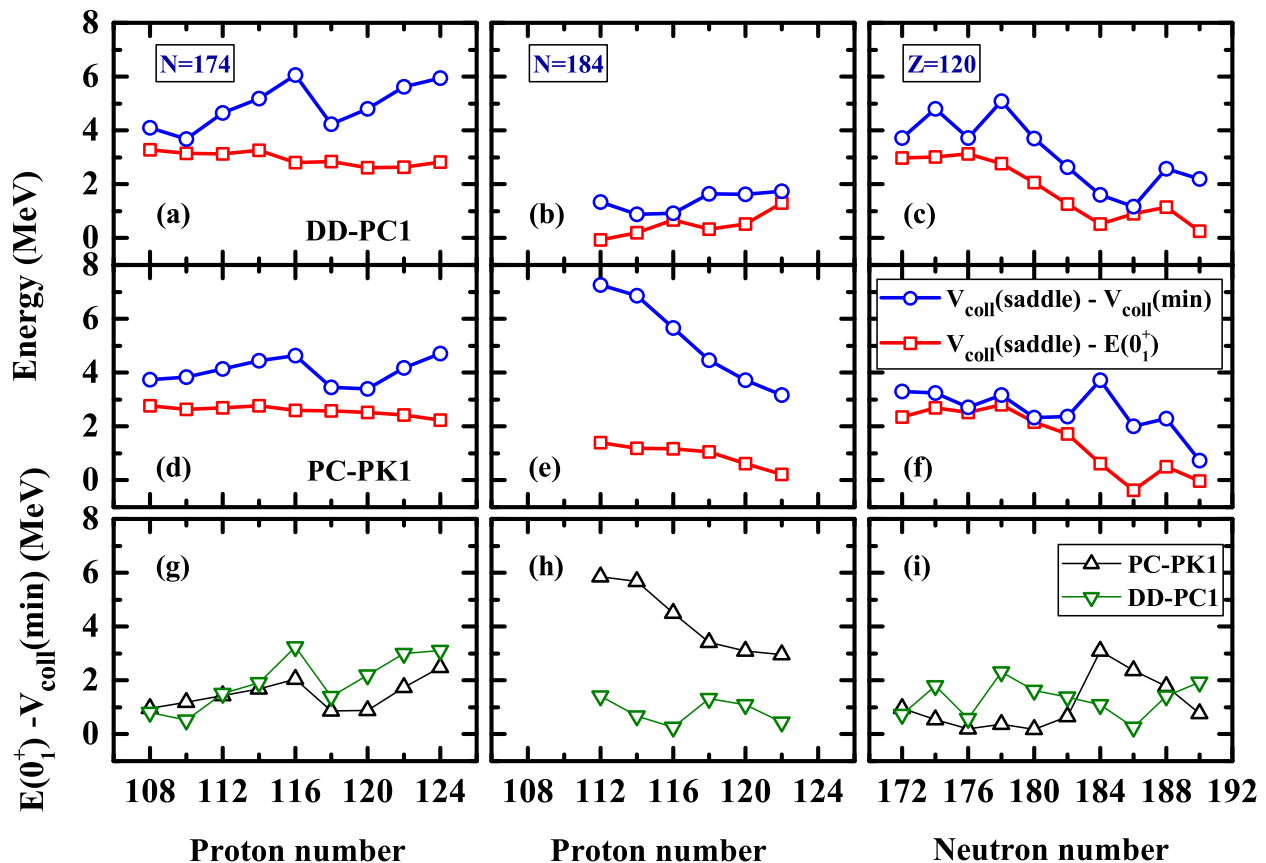 8
6
4
2
0
N=174
(a)
DD-PC1
N=184
(b)
Z=120
(c)
Energy (MeV)
8
6
4
2
0
(d)
PC-PK1
(e)
V_coll(saddle) - V_coll(min)
V_coll(saddle) - E(0₁⁺)
(f)
E(0₁⁺) - V_coll(min) (MeV)
8
6
4
2
0
(g)
(h)
(i)
PC-PK1
DD-PC1
108 112 116 120 124
108 112 116 120 124
172 176 180 184 188 192
Proton number
Proton number
Neutron number